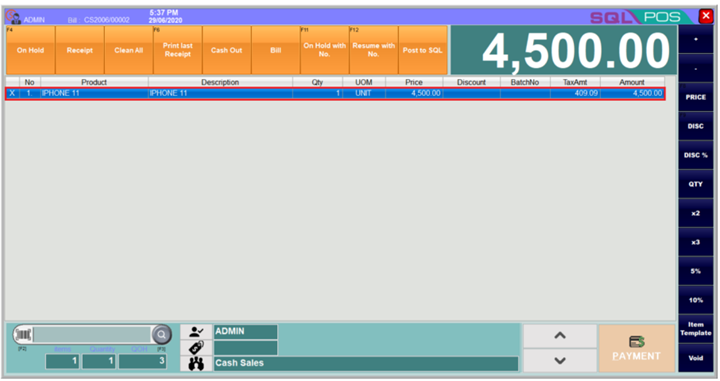 ADMIN Bill : CS2006/00002 5:37 PM
29/06/2020
SQL POS X
F4 F6 F11 F12
On Hold Receipt Clean All Print last Receipt Cash Out Bill On Hold with No. Resume with No. Post to SQL
4,500.00
No Product Description Qty UOM Price Discount BatchNo TaxAmt Amount
X 1 IPHONE 11 IPHONE 11 1 UNIT 4,500.00 409.09 4,500.00
+
-
PRICE
DISC
DISC %
QTY
x2
x3
5%
10%
Item
Template
Void
[F2] Items Quantity QOH [F3]
1 1 3
ADMIN
Cash Sales
PAYMENT